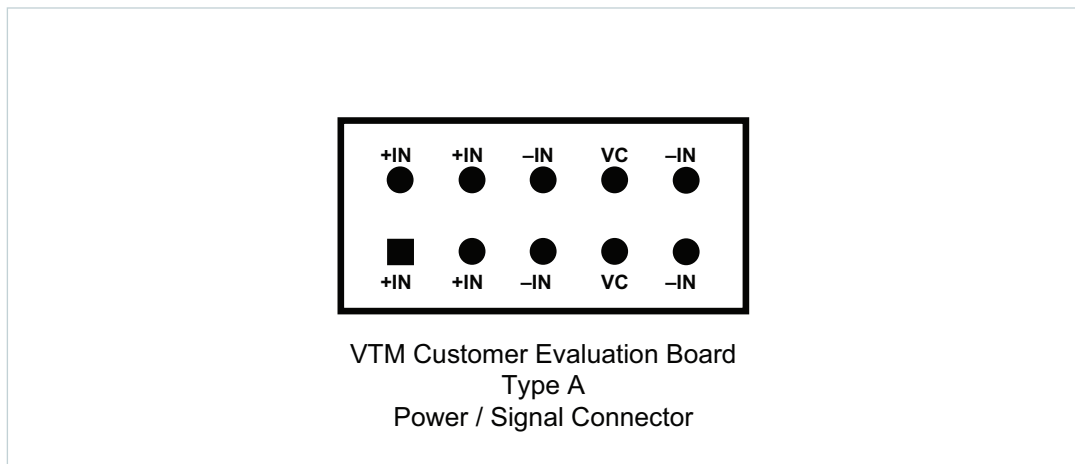 +IN +IN –IN VC –IN
+IN +IN –IN VC –IN
VTM Customer Evaluation Board
Type A
Power / Signal Connector